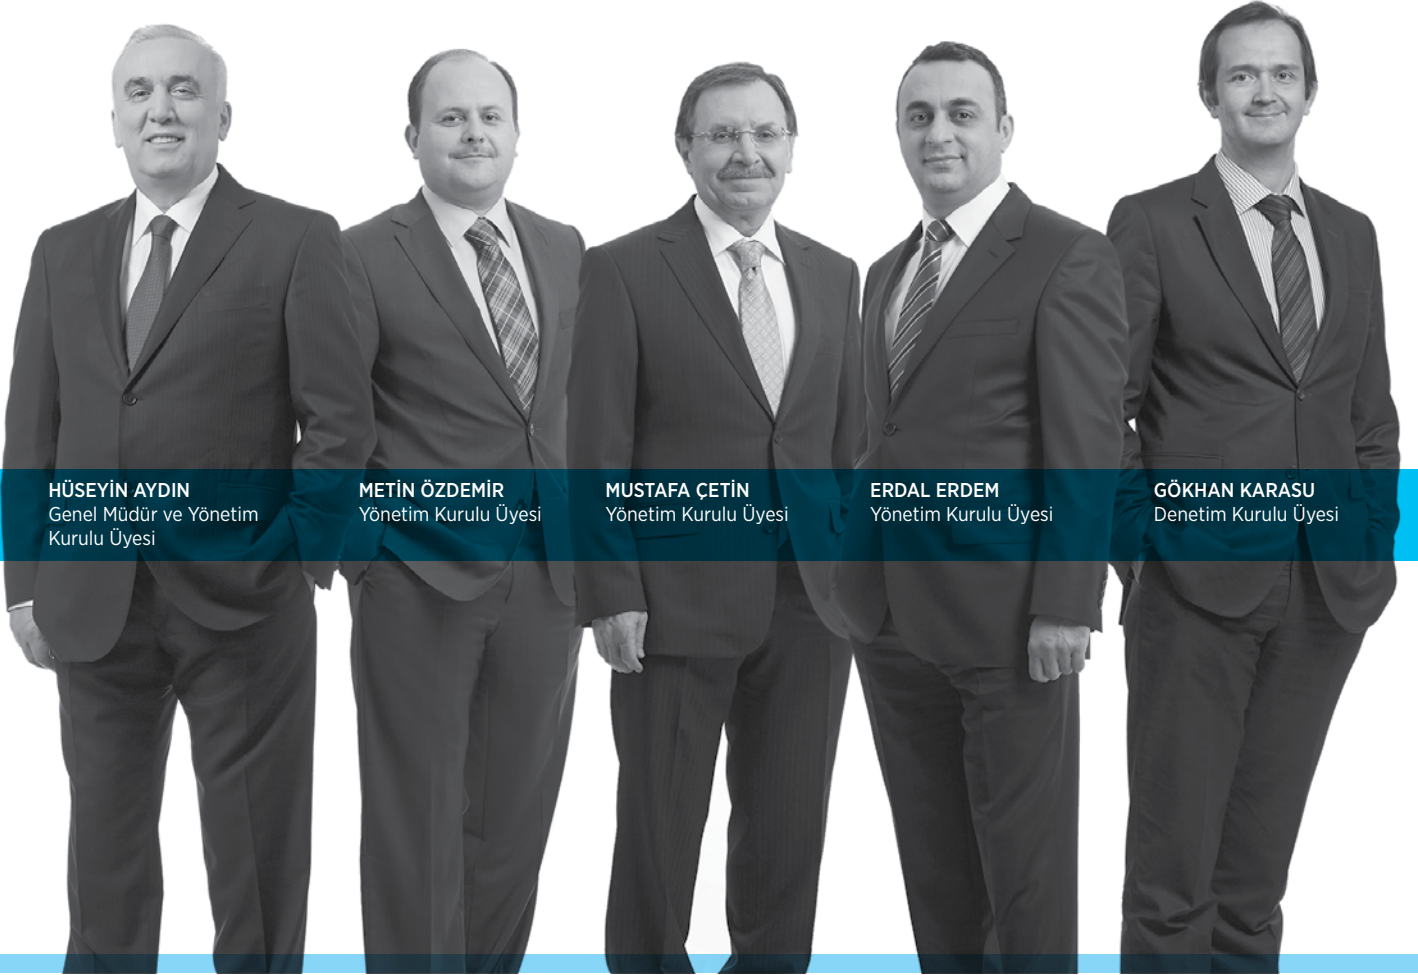 HÜSEYİN AYDIN
Genel Müdür ve Yönetim
Kurulu Üyesi
METİN ÖZDEMİR
Yönetim Kurulu Üyesi
MUSTAFA ÇETİN
Yönetim Kurulu Üyesi
ERDAL ERDEM
Yönetim Kurulu Üyesi
GÖKHAN KARASU
Denetim Kurulu Üyesi